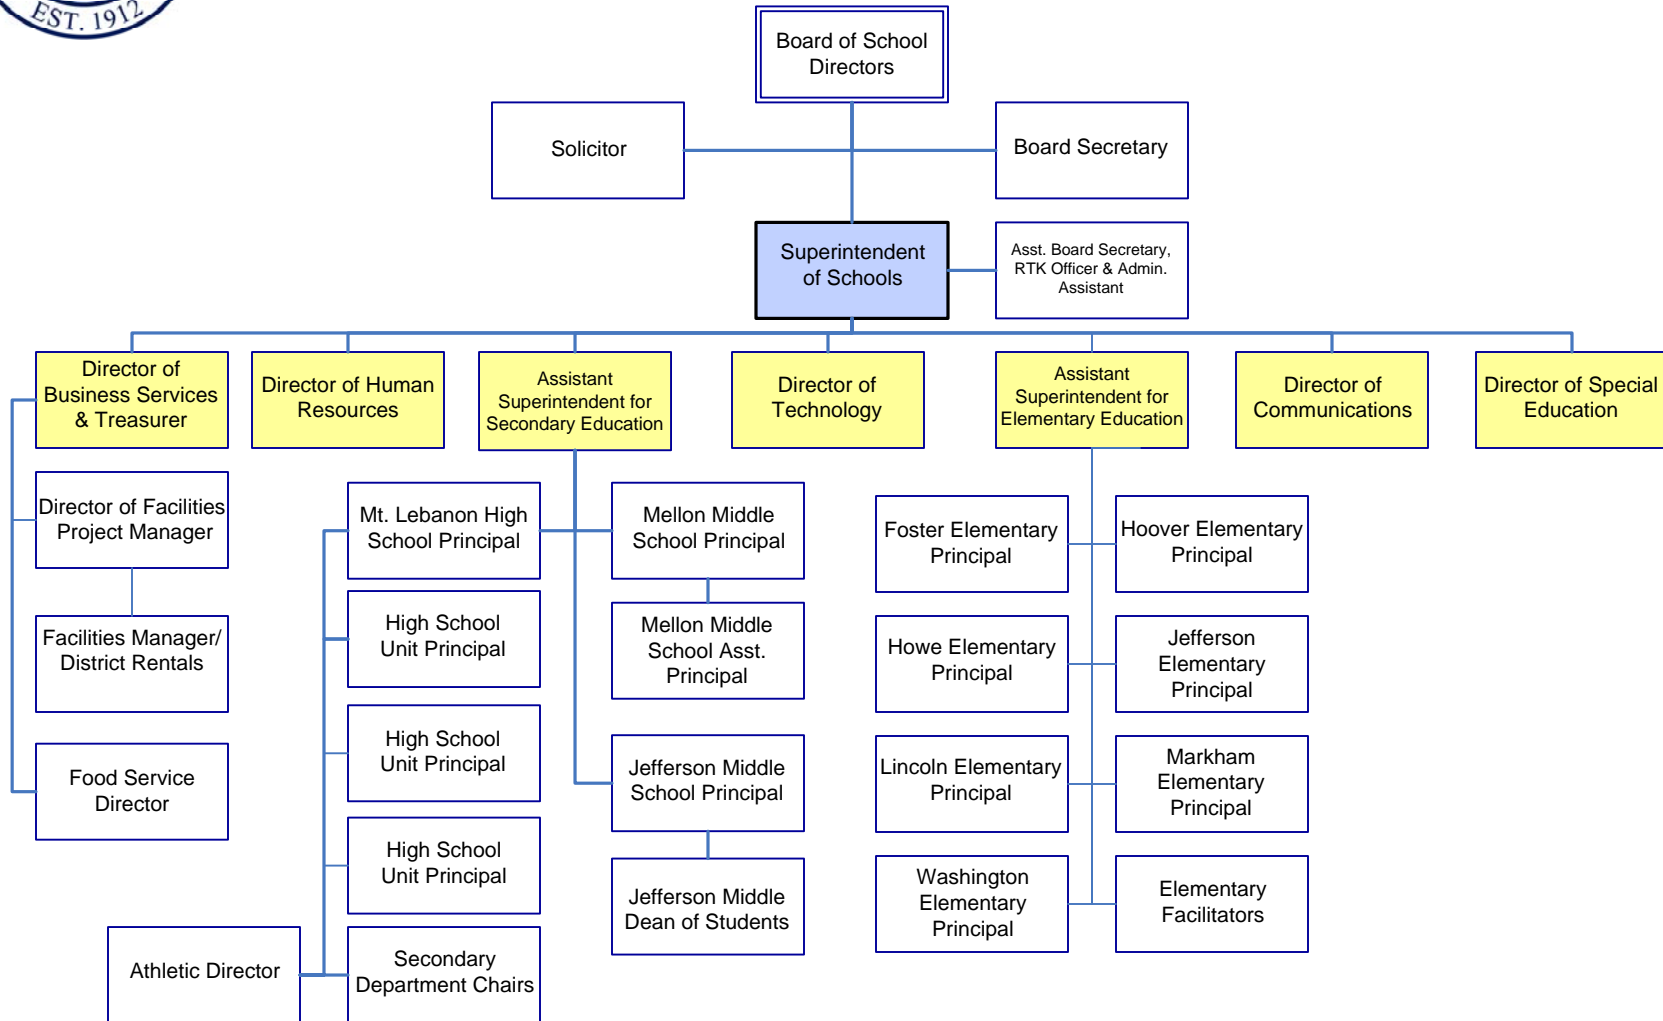 EST. 1912
Board of School
Directors
Solicitor
Board Secretary
Superintendent
of Schools
Asst. Board Secretary,
RTK Officer & Admin.
Assistant
Director of
Business Services
& Treasurer
Director of Human
Resources
Assistant
Superintendent for
Secondary Education
Director of
Technology
Assistant
Superintendent for
Elementary Education
Director of
Communications
Director of Special
Education
Director of Facilities
Project Manager
Facilities Manager/
District Rentals
Food Service
Director
Mt. Lebanon High
School Principal
High School
Unit Principal
High School
Unit Principal
High School
Unit Principal
Athletic Director
Secondary
Department Chairs
Mellon Middle
School Principal
Mellon Middle
School Asst.
Principal
Jefferson Middle
School Principal
Jefferson Middle
Dean of Students
Foster Elementary
Principal
Hoover Elementary
Principal
Howe Elementary
Principal
Jefferson
Elementary
Principal
Lincoln Elementary
Principal
Markham
Elementary
Principal
Washington
Elementary
Principal
Elementary
Facilitators